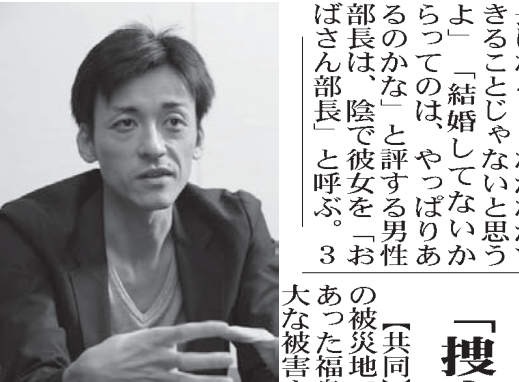 きることじゃないと思う
よ」「結婚してないか
らってのは、やっぱりあ
るのかな」と評する男性
部長は、陰で彼女を「お
ばさん部長」と呼ぶ。3
「捜
【共同
の被災地
あった福
大な被害